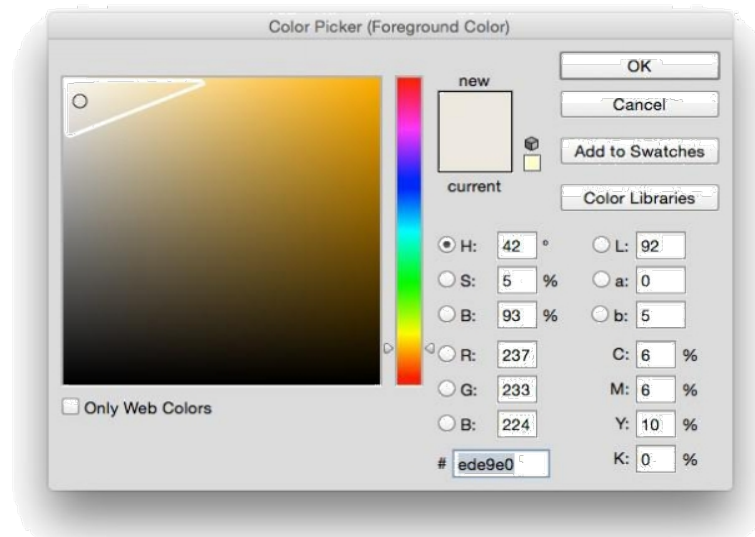 Color Picker (Foreground Color)
new
current
OK
Cancel
Add to Swatches
Color Libraries
H: 42 °
S: 5 %
B: 93 %
R: 237
G: 233
B: 224
# ede9e0
L: 92
a: 0
b: 5
C: 6 %
M: 6 %
Y: 10 %
K: 0 %
Only Web Colors